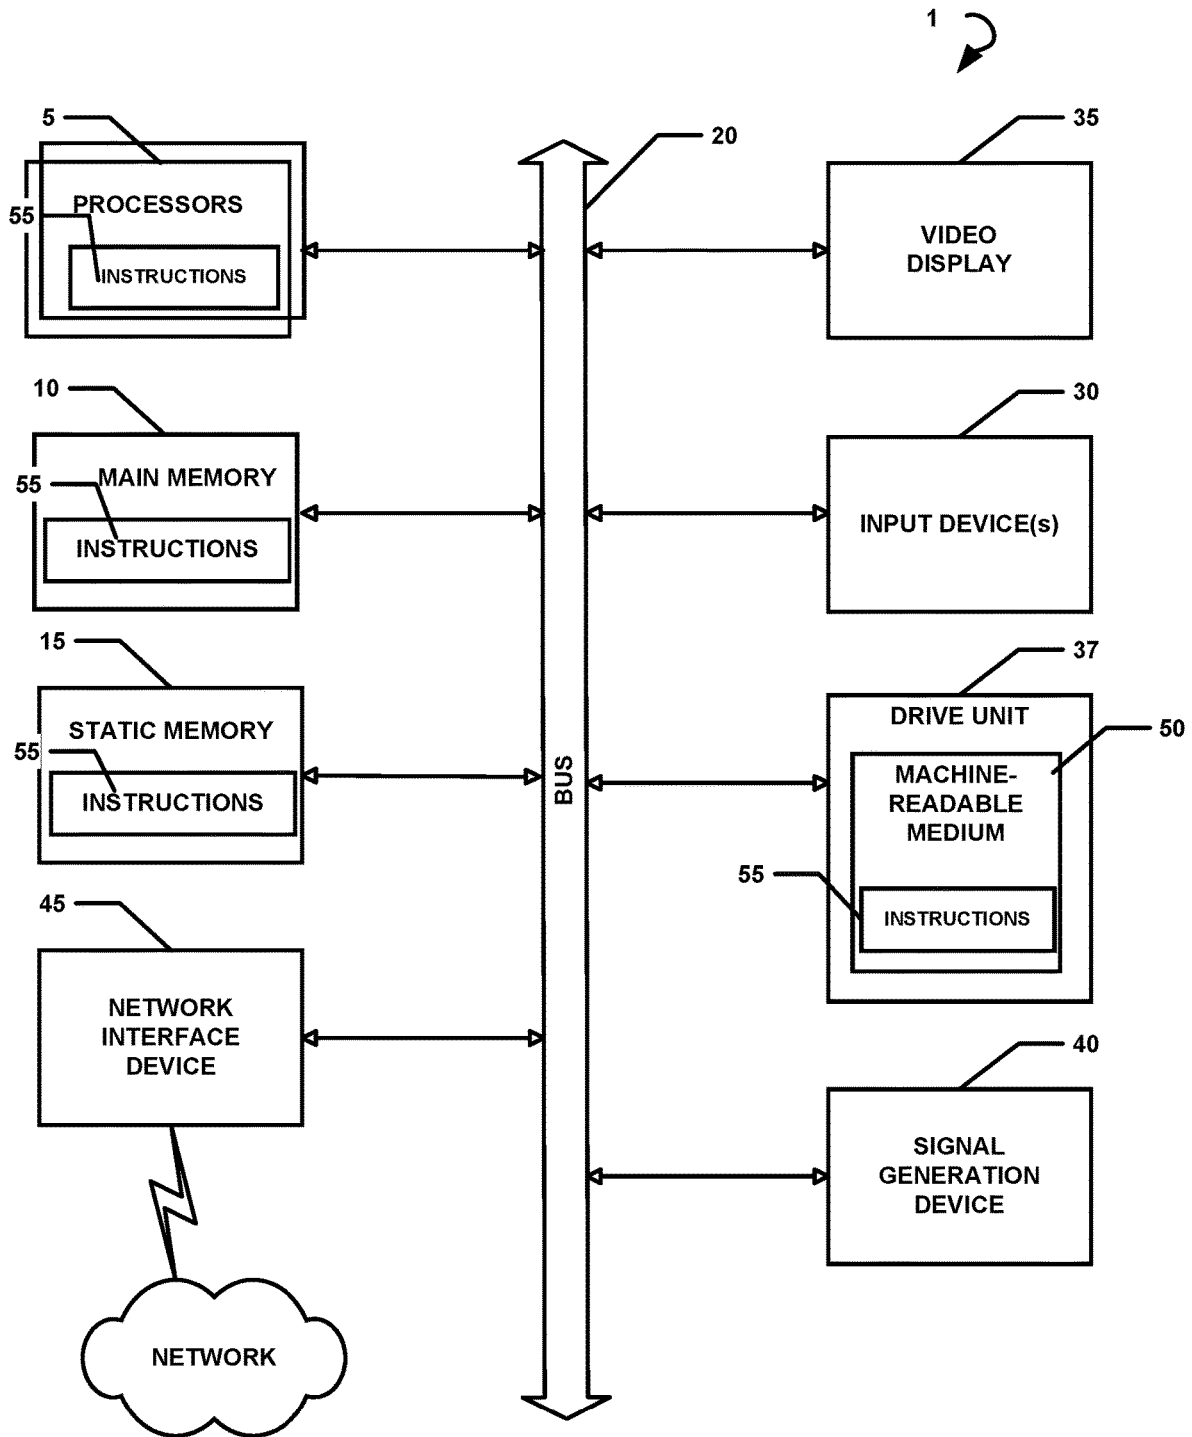 1
5
PROCESSORS
55
INSTRUCTIONS
20
35
VIDEO
DISPLAY
10
MAIN MEMORY
55
INSTRUCTIONS
30
INPUT DEVICE(s)
15
STATIC MEMORY
55
INSTRUCTIONS
BUS
37
DRIVE UNIT
50
MACHINE-
READABLE
MEDIUM
55
INSTRUCTIONS
45
NETWORK
INTERFACE
DEVICE
40
SIGNAL
GENERATION
DEVICE
NETWORK